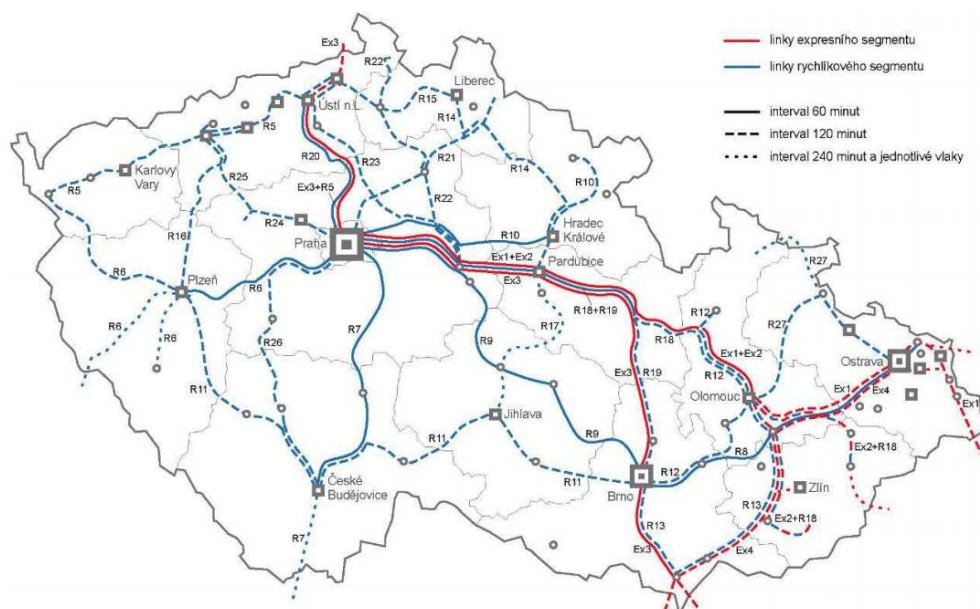 linky expresního segmentu
linky rychlíkového segmentu
interval 60 minut
interval 120 minut
interval 240 minut a jednotlivé vlaky
Ex3
R22
Liberec
Ústí n.L.
R15
R14
R5
R20
R23
R21
R14
Karlovy
Vary
R25
R10
R5
Ex3+R5
R22
R24
Hradec
Králové
R16
Praha
R10
Ex1+Ex2
Pardubice
R6
Ex3
R27
Plzeň
R6
R18+R19
R6
R7
R17
R12
R6
R18
R27
R26
R9
Ex1+Ex2
Ostrava
R12
Ex3
R19
Ex1
Ex4
R11
Olomouc
Ex1
Jihlava
R11
R9
Ex2+R18
R8
R12
R11
České
Budějovice
Brno
Zlín
R13
Ex2+R18
R13
R7
Ex3
Ex4